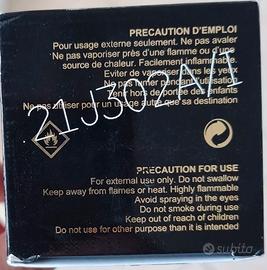 PRECAUTION D'EMPLOI
Pour usage externe seulement. Ne pas avaler
Ne pas vaporiser près d'une flamme ou
source de chaleur. Facilement inflammable
Eviter de vaporiser dans les yeux
Ne pas
Tenir hors de portée des enfants
Ne pas utiliser pour un usage autre que sa destination
21J302A/1
PRECAUTION FOR USE
For external use only. Do not swallow
Keep away from flames or heat. Highly flammable
Avoid spraying in the eyes
Do not smoke during use
Keep out of reach of children
Do not use for other purpose than it is intended
subito